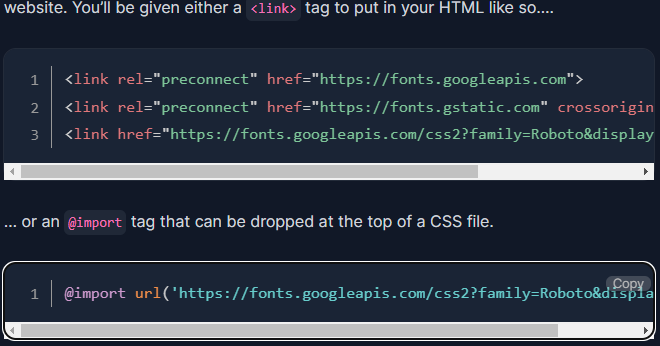 website. You’ll be given either a <link> tag to put in your HTML like so....
1 <link rel="preconnect" href="https://fonts.googleapis.com">
2 <link rel="preconnect" href="https://fonts.gstatic.com" crossorigin
3 <link href="https://fonts.googleapis.com/css2?family=Roboto&display
... or an @import tag that can be dropped at the top of a CSS file.
Copy
1 @import url('https://fonts.googleapis.com/css2?family=Roboto&displa